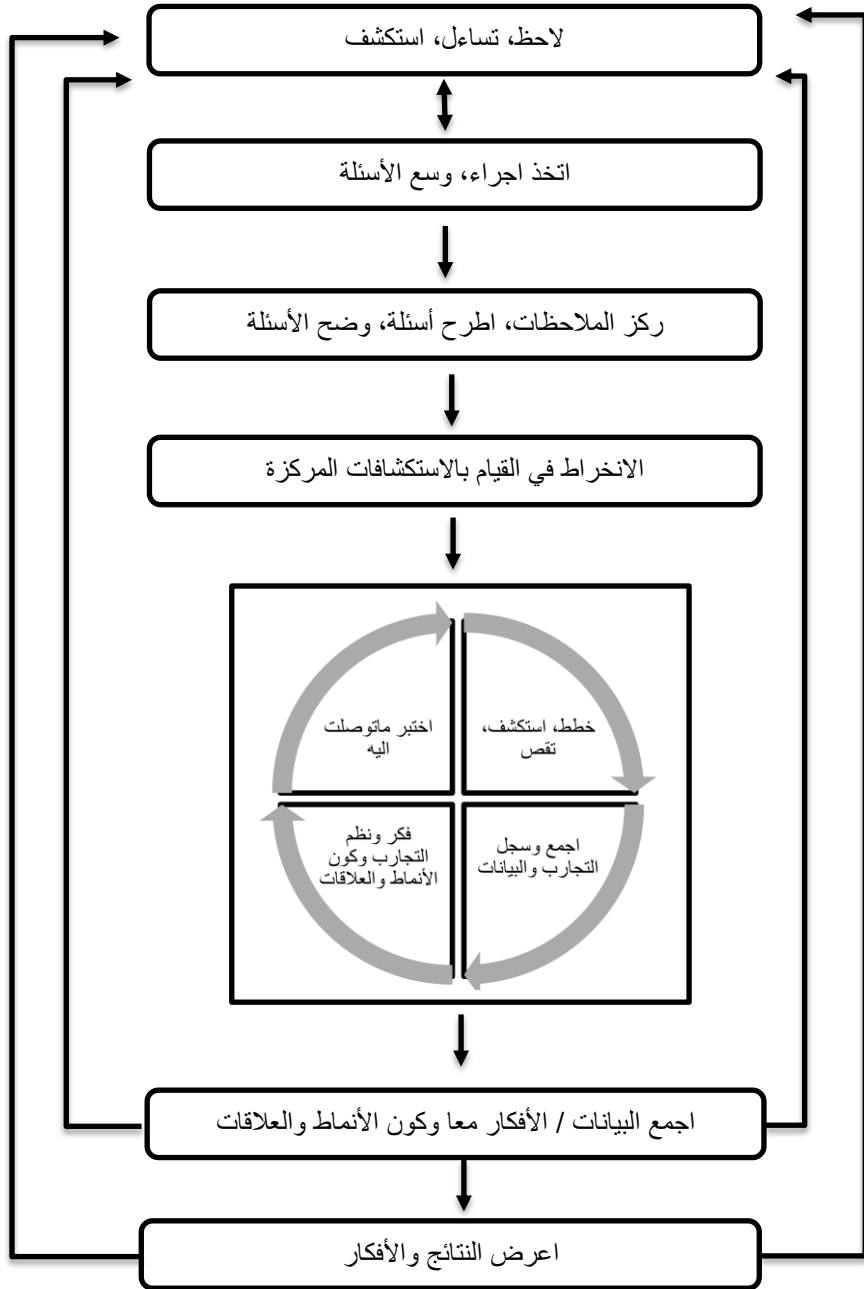 لاحظ، تساءل، استكشف
اتخذ اجراء، وسع الأسئلة
ركز الملاحظات، اطرح أسئلة، وضح الأسئلة
الانخراط في القيام بالاستكشافات المركزة
خطط، استكشف،
تقص
اختبر ماتوصلت
اليه
اجمع وسجل
التجارب والبيانات
فكر ونظم
التجارب وكون
الأنماط والعلاقات
اجمع البيانات / الأفكار معا وكون الأنماط والعلاقات
اعرض النتائج والأفكار